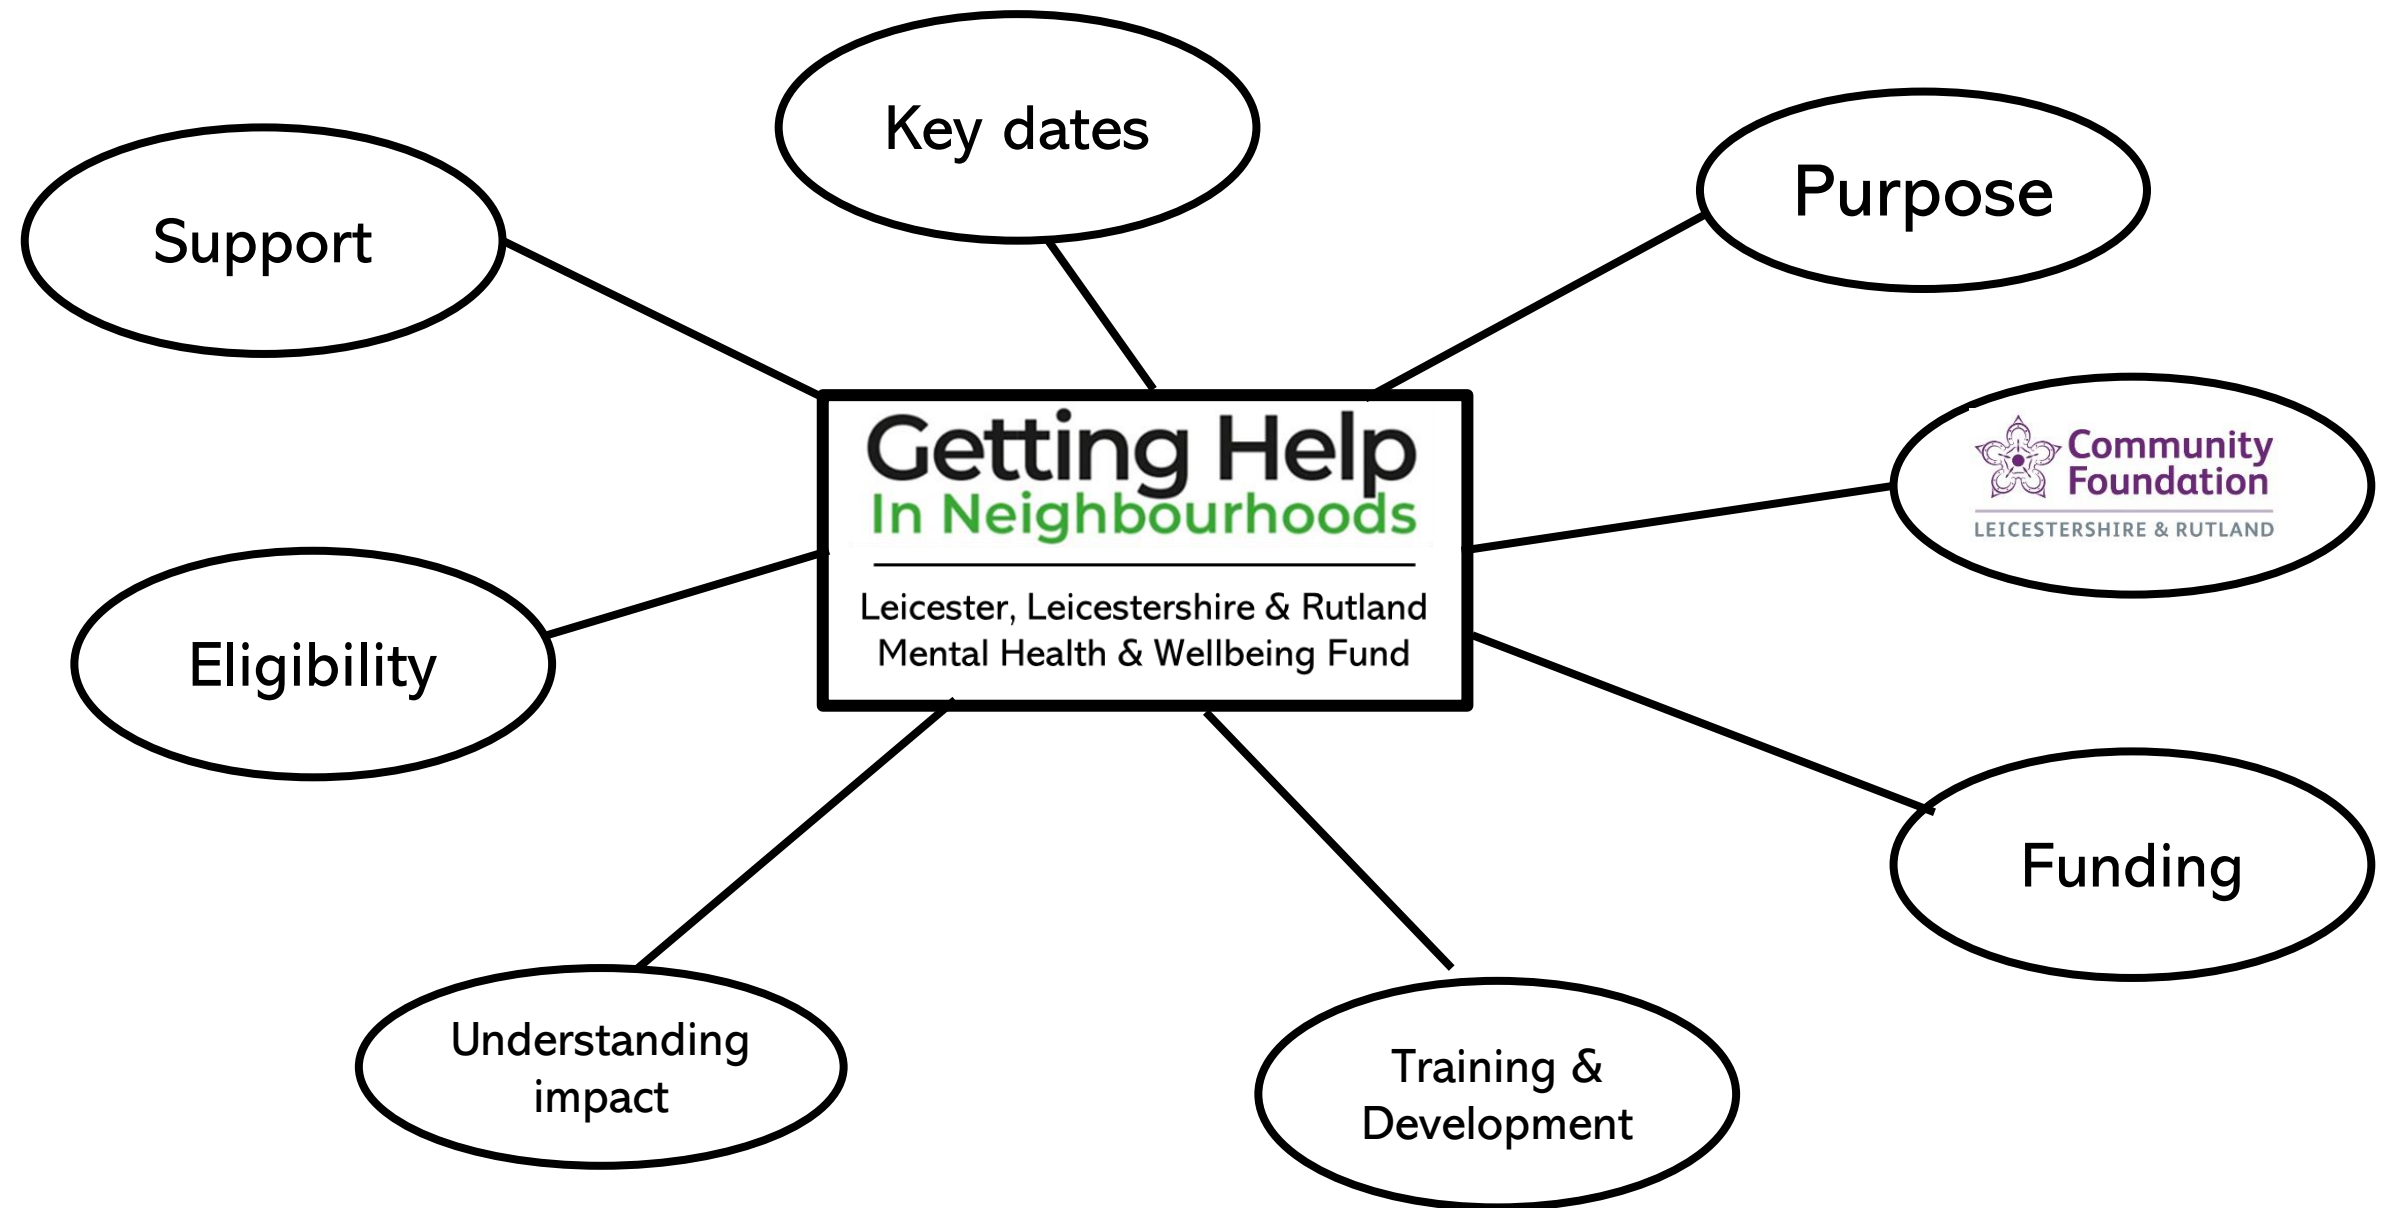 Key dates
Purpose
Support
Getting Help
In Neighbourhoods
Leicester, Leicestershire & Rutland
Mental Health & Wellbeing Fund
Community
Foundation
LEICESTERSHIRE & RUTLAND
Eligibility
Funding
Understanding
impact
Training &
Development